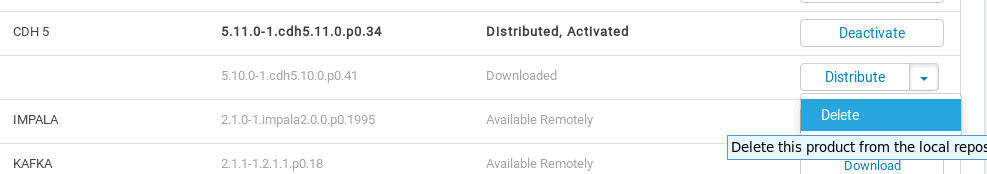 CDH 5 5.11.0-1.cdh5.11.0.p0.34 Distributed, Activated Deactivate
5.10.0-1.cdh5.10.0.p0.41 Downloaded Distribute
Delete
IMPALA 2.1.0-1.impala2.0.0.p0.1995 Available Remotely
Delete this product from the local repos
KAFKA 2.1.1-1.2.1.1.p0.18 Available Remotely Download